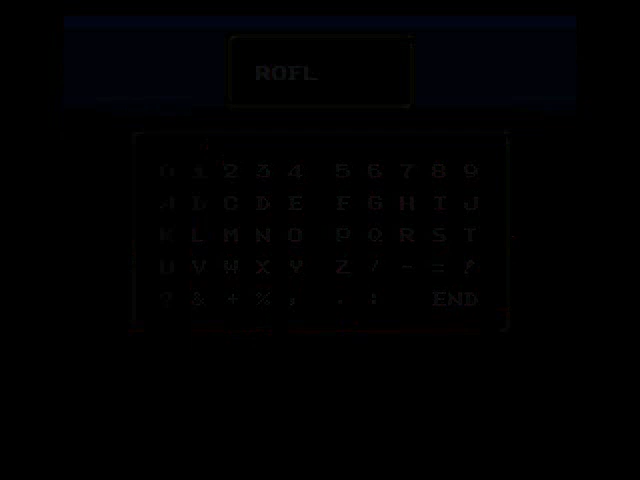 ROFL
0 1 2 3 4 5 6 7 8 9
A B C D E F G H I J
K L M N O P Q R S T
U V W X Y Z / - = !
? & + % ; . : END